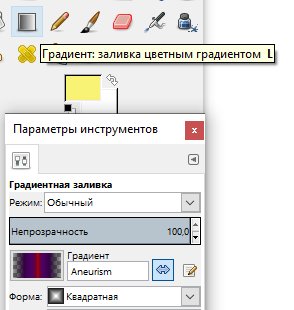 Градиент: заливка цветным градиентом L
Параметры инструментов
Градиентная заливка
Режим: Обычный
Непрозрачность 100,0
Градиент
Aneurism
Форма: Квадратная